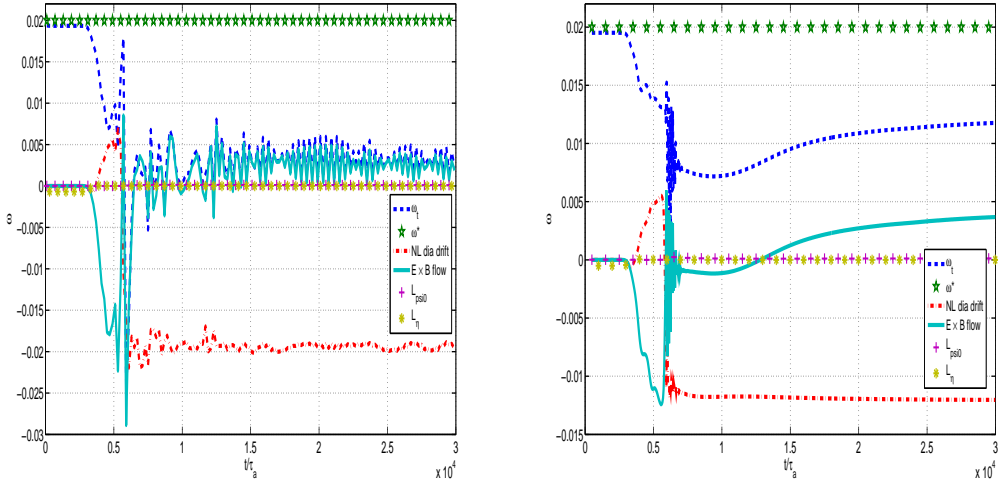 0.02
0.015
0.01
0.005
0
−0.005
−0.01
−0.015
−0.02
−0.025
−0.03
ω
0 0.5 1 1.5 2 2.5 3
t/τ_a
x 10^4
ω_t
ω*
NL dia drift
E × B flow
L_psi0
L_η
0.02
0.015
0.01
0.005
0
−0.005
−0.01
−0.015
ω
0 0.5 1 1.5 2 2.5 3
t/τ_a
x 10^4
ω_t
ω*
NL dia drift
E × B flow
L_psi0
L_η